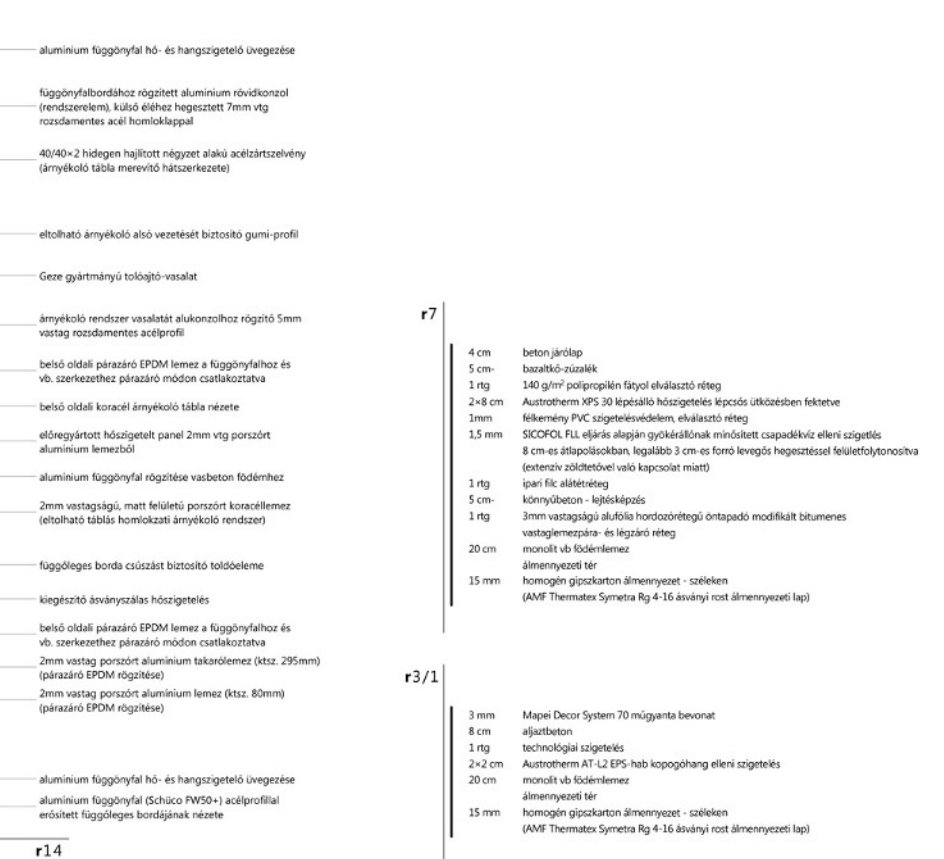 aluminium függönyfal hő- és hangszigetelő üvegezése
függönyfalbordához rögzített aluminium rövidkonzol
(rendszerelem), külső éléhez hegesztett 7mm vtg
rozsdamentes acél homloklappal
40/40×2 hidegen hajlított négyzet alakú acélzártszelvény
(árnyékoló tábla merevítő hátszerkezete)
eltolható árnyékoló alsó vezetését biztosító gumi-profil
Geze gyártmányú tolóajtó-vasalat
árnyékoló rendszer vasalatát alukonzolhoz rögzítő 5mm
vastag rozsdamentes acélprofil
belső oldali párazáró EPDM lemez a függönyfalhoz és
vb. szerkezethez párazáró módon csatlakoztatva
belső oldali koracél árnyékoló tábla nézete
előregyártott hőszigetelt panel 2mm vtg porszórt
aluminium lemezből
aluminium függönyfal rögzítése vasbeton födémhez
2mm vastagságú, matt felületű porszórt koracéllemez
(eltolható táblás homlokzati árnyékoló rendszer)
függőleges borda csúszást biztosító toldóeleme
kiegészítő ásványszálas hőszigetelés
belső oldali párazáró EPDM lemez a függönyfalhoz és
vb. szerkezethez párazáró módon csatlakoztatva
2mm vastag porszórt aluminium takarólemez (ktsz. 295mm)
(párazáró EPDM rögzítése)
2mm vastag porszórt aluminium lemez (ktsz. 80mm)
(párazáró EPDM rögzítése)
aluminium függönyfal hő- és hangszigetelő üvegezése
aluminium függönyfal (Schüco FW50+) acélprofillal
erősített függőleges bordájának nézete
r14
r7
4 cm beton járólap
5 cm- bazaltkő-zúzalék
1 rtg 140 g/m² polipropilén fátyol elválasztó réteg
2×8 cm Austrotherm XPS 30 lépésálló hőszigetelés lépcsős ütközésben fektetve
1mm félkemény PVC szigetelésvédelem, elválasztó réteg
1,5 mm SICOFOL FLL eljárás alapján gyökérállónak minősített csapadékvíz elleni szigetlés
8 cm-es átlapolásokban, legalább 3 cm-es forró levegős hegesztéssel felületfolytonosítva
(extenzív zöldtetővel való kapcsolat miatt)
1 rtg ipari filc alátétréteg
5 cm- könnyűbeton - lejtésképzés
1 rtg 3mm vastagságú alufólia hordozórétegű öntapadó modifikált bitumenes
vastaglemezpára- és légzáró réteg
20 cm monolit vb födémlemez
álmennyezeti tér
15 mm homogén gipszkarton álmennyezet - széleken
(AMF Thermatex Symetra Rg 4-16 ásványi rost álmennyezeti lap)
r3/1
3 mm Mapei Decor System 70 műgyanta bevonat
8 cm aljaztbeton
1 rtg technológiai szigetelés
2×2 cm Austrotherm AT-L2 EPS-hab kopogóhang elleni szigetelés
20 cm monolit vb födémlemez
álmennyezeti tér
15 mm homogén gipszkarton álmennyezet - széleken
(AMF Thermatex Symetra Rg 4-16 ásványi rost álmennyezeti lap)